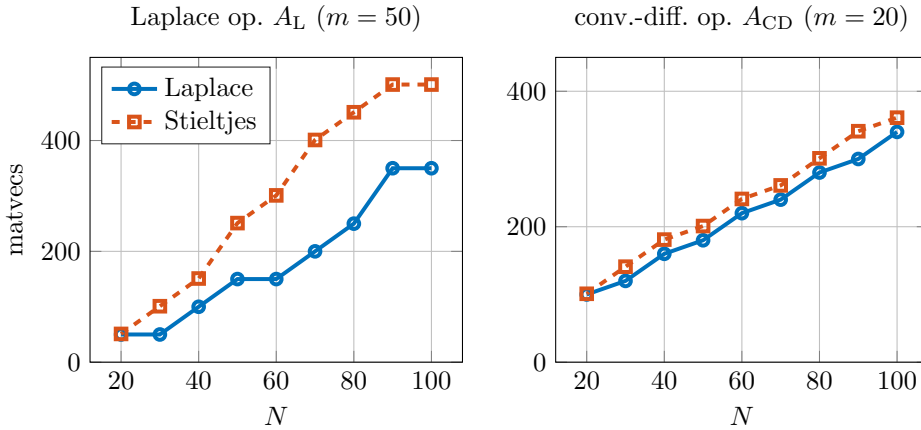 Laplace op. A_L (m = 50)
Laplace
Stieltjes
matvecs
400
200
0
20 40 60 80 100
N
conv.-diff. op. A_CD (m = 20)
400
200
0
20 40 60 80 100
N